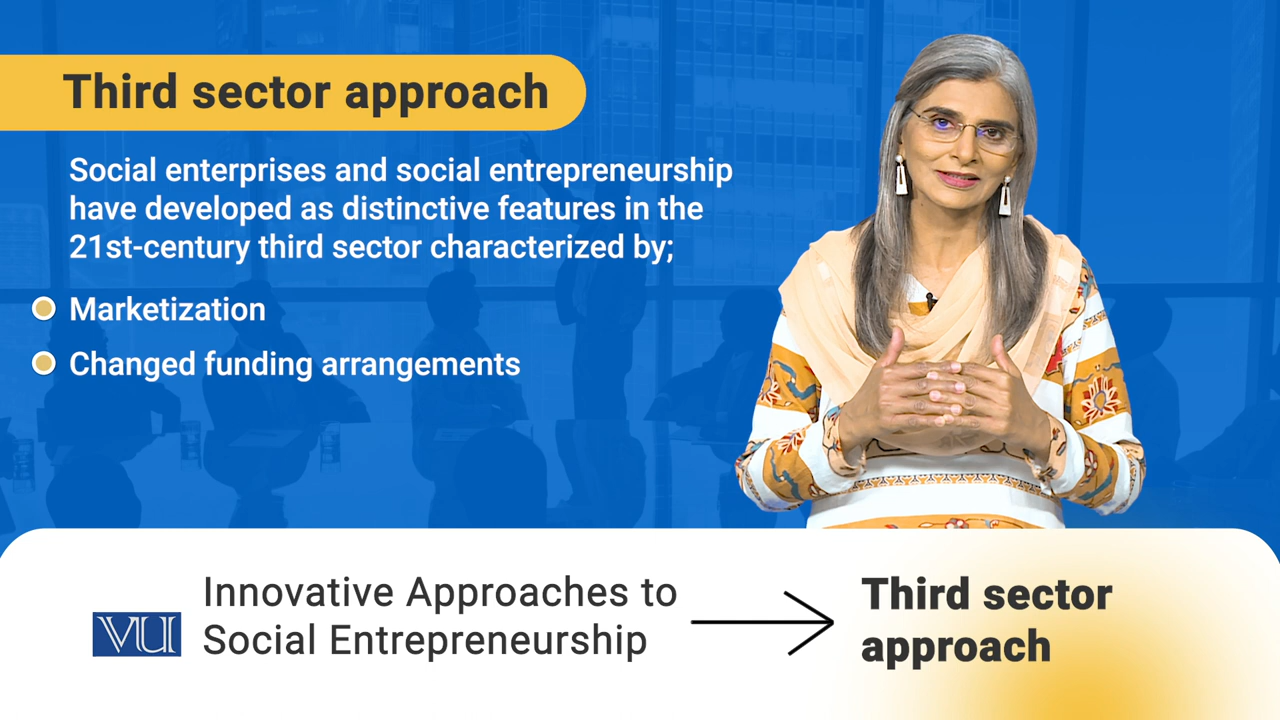 Third sector approach
Social enterprises and social entrepreneurship
have developed as distinctive features in the
21st-century third sector characterized by;
Marketization
Changed funding arrangements
VU
Innovative Approaches to
Social Entrepreneurship
Third sector
approach